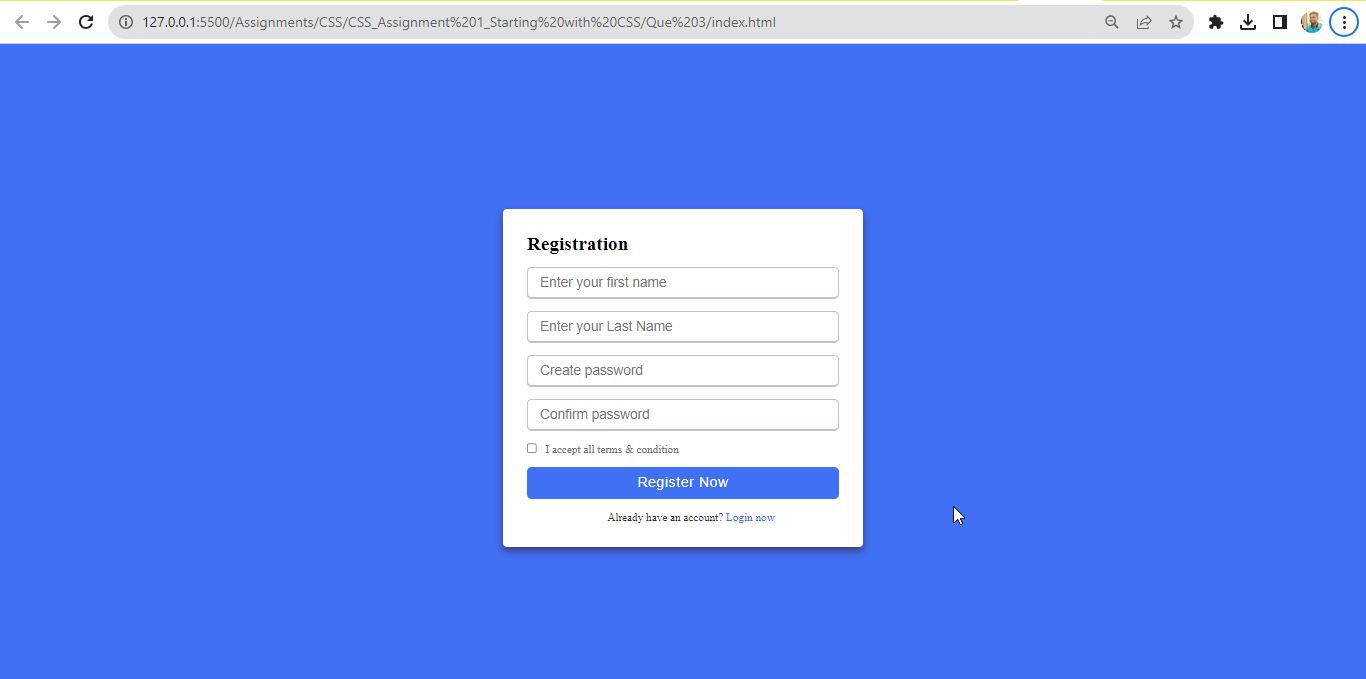 127.0.0.1:5500/Assignments/CSS/CSS_Assignment%201_Starting%20with%20CSS/Que%203/index.html
Registration
Enter your first name
Enter your Last Name
Create password
Confirm password
I accept all terms & condition
Register Now
Already have an account? Login now